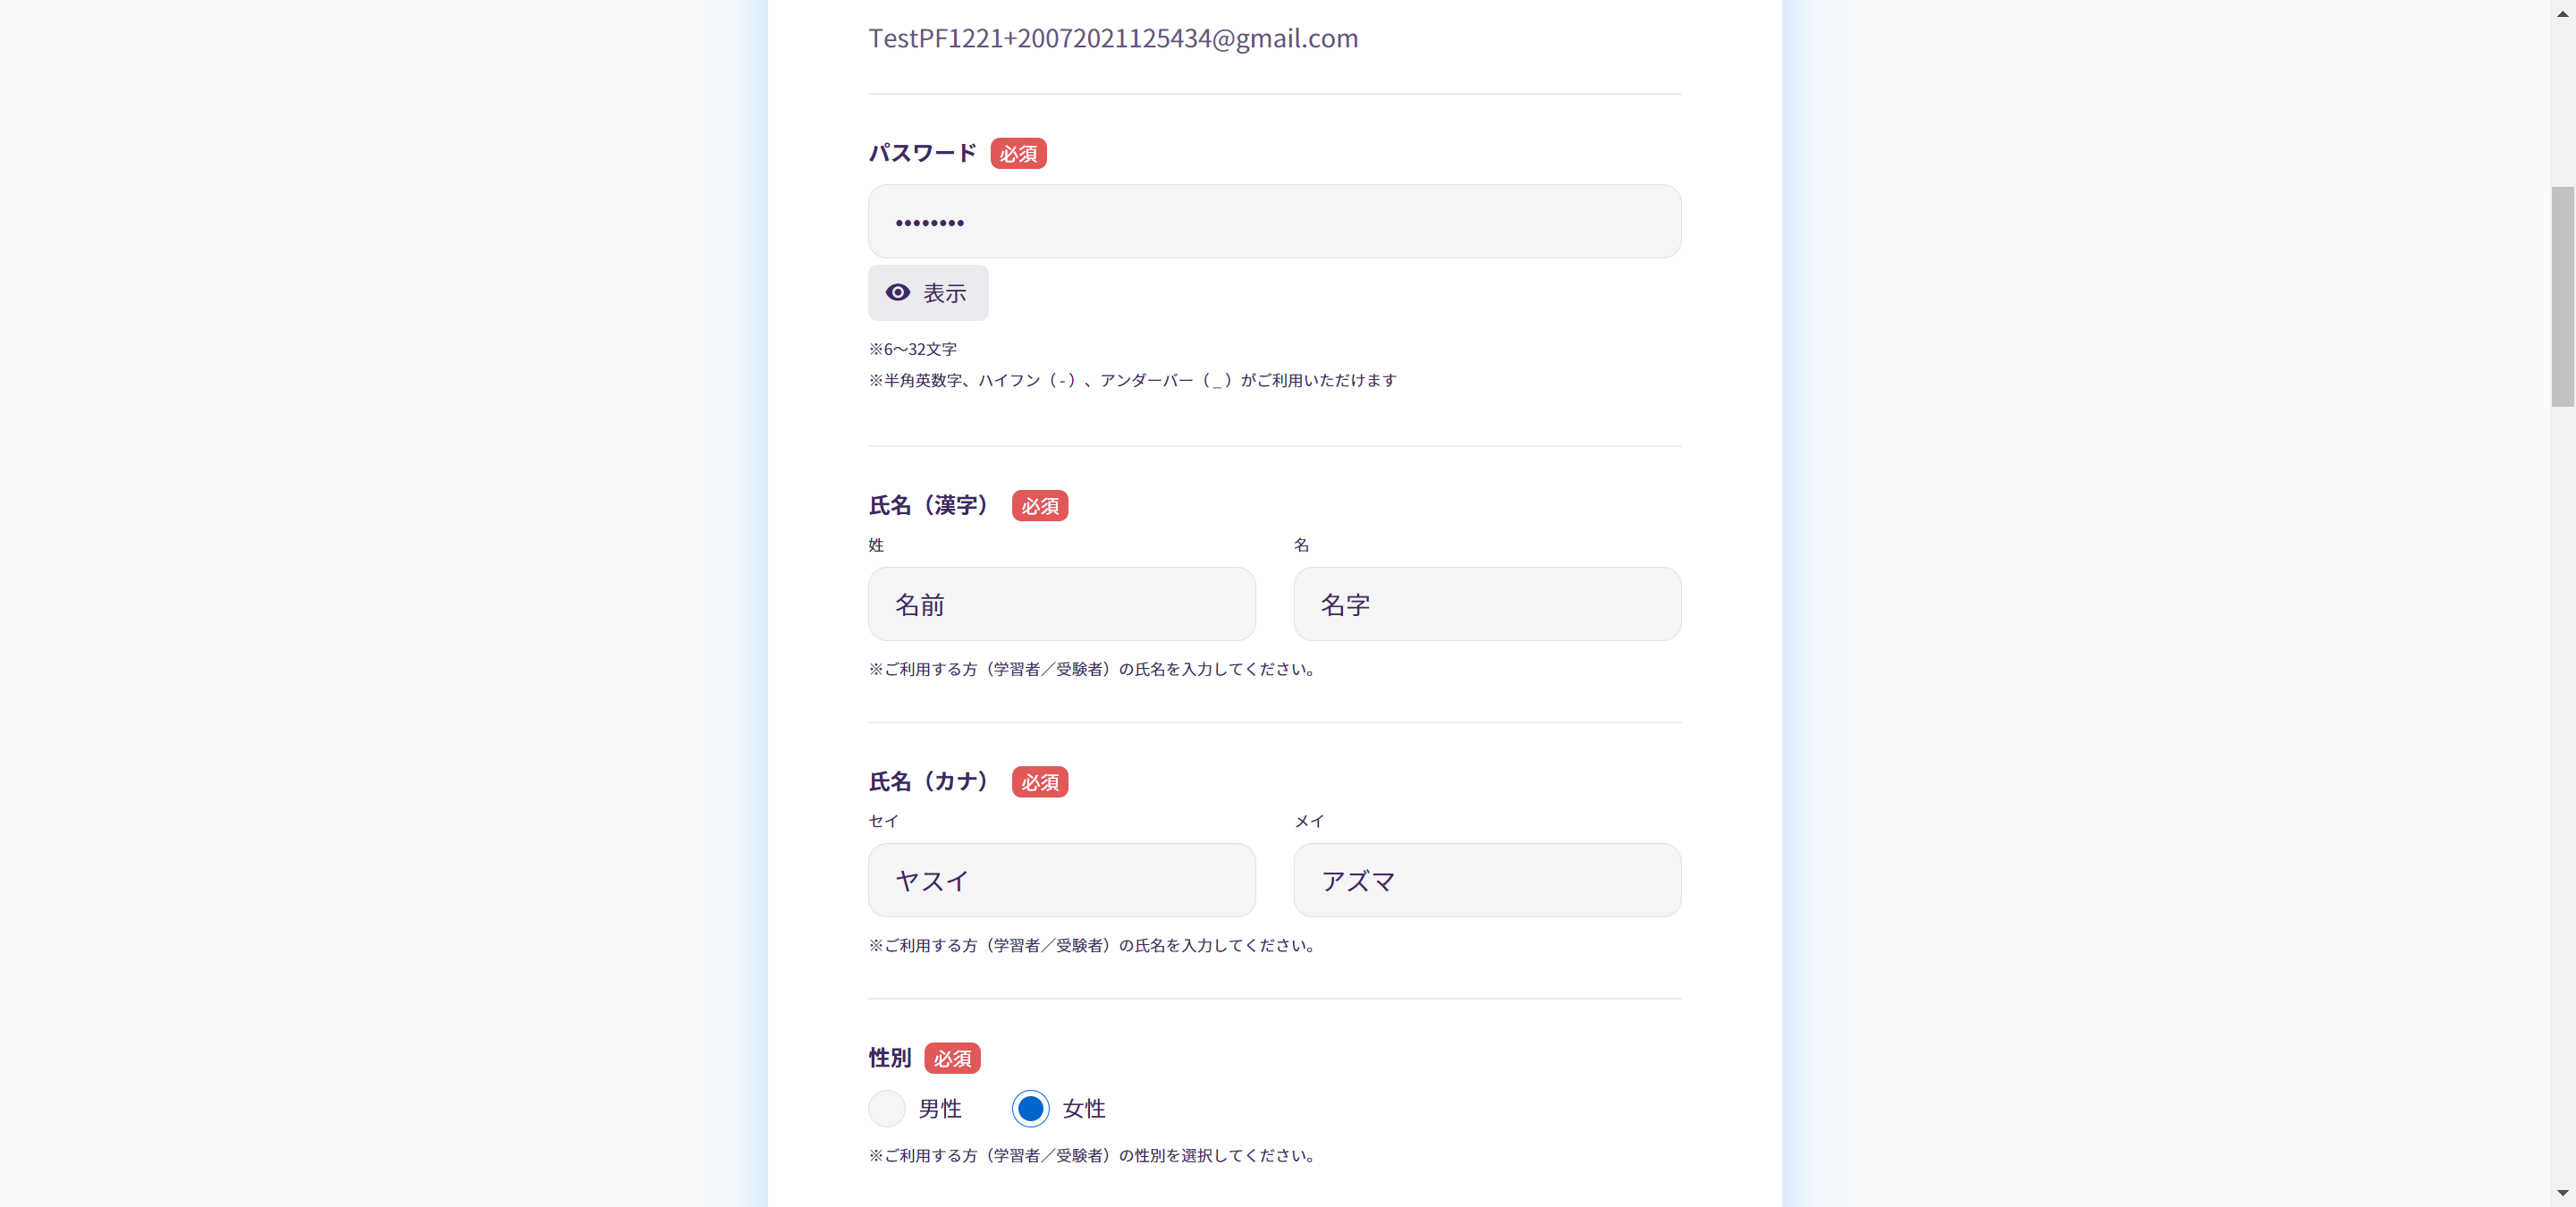 TestPF1221+20072021125434@gmail.com
パスワード 必須
••••••••
表示
※6〜32文字
※半角英数字、ハイフン（ - ）、アンダーバー（ _ ）がご利用いただけます
氏名（漢字） 必須
姓 名
名前 名字
※ご利用する方（学習者／受験者）の氏名を入力してください。
氏名（カナ） 必須
セイ メイ
ヤスイ アズマ
※ご利用する方（学習者／受験者）の氏名を入力してください。
性別 必須
男性 女性
※ご利用する方（学習者／受験者）の性別を選択してください。